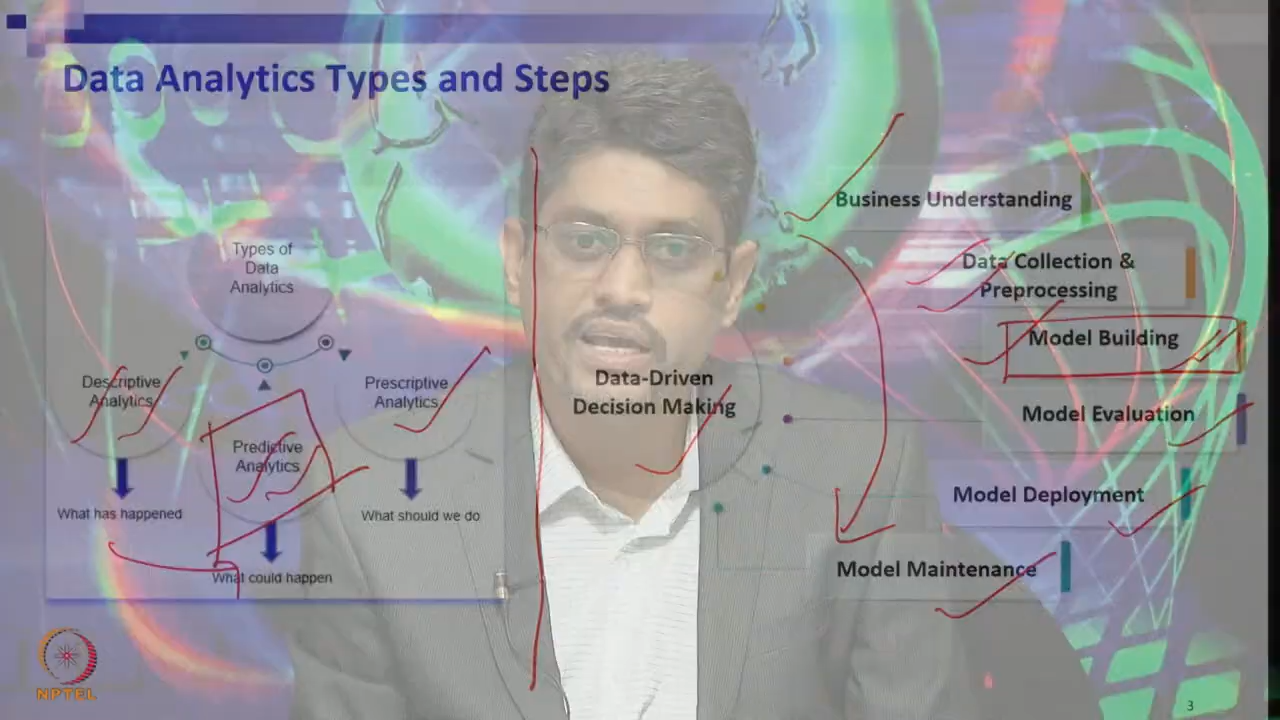 Data Analytics Types and Steps
Types of
Data
Analytics
Descriptive
Analytics
Predictive
Analytics
Prescriptive
Analytics
What has happened
What could happen
What should we do
Data-Driven
Decision Making
Business Understanding
Data Collection &
Preprocessing
Model Building
Model Evaluation
Model Deployment
Model Maintenance
NPTEL
3